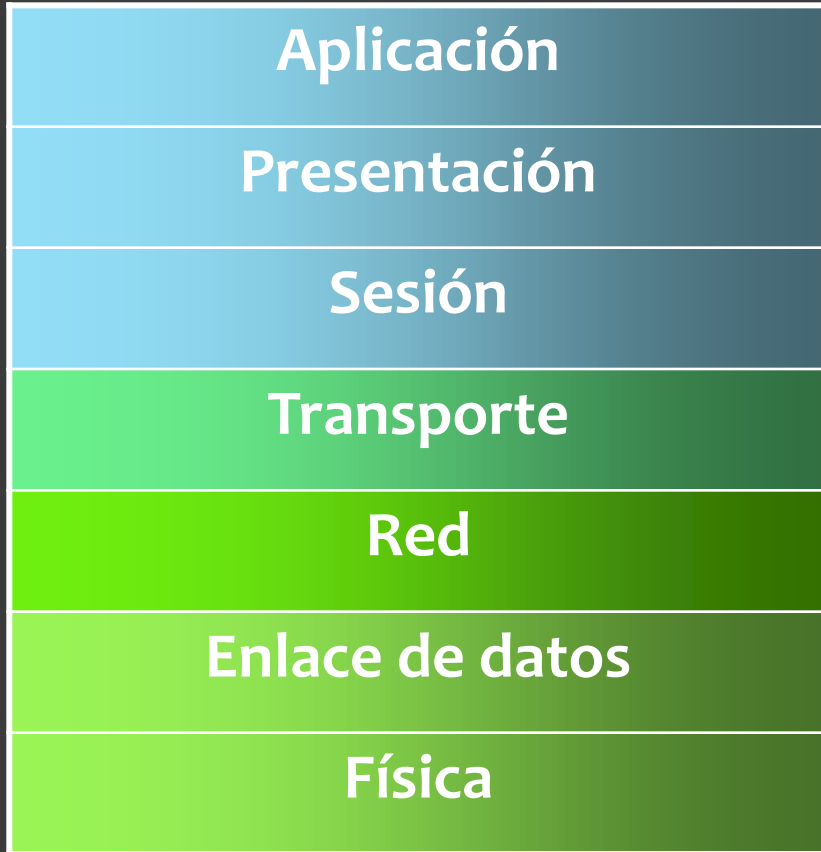 Aplicación
Presentación
Sesión
Transporte
Red
Enlace de datos
Física